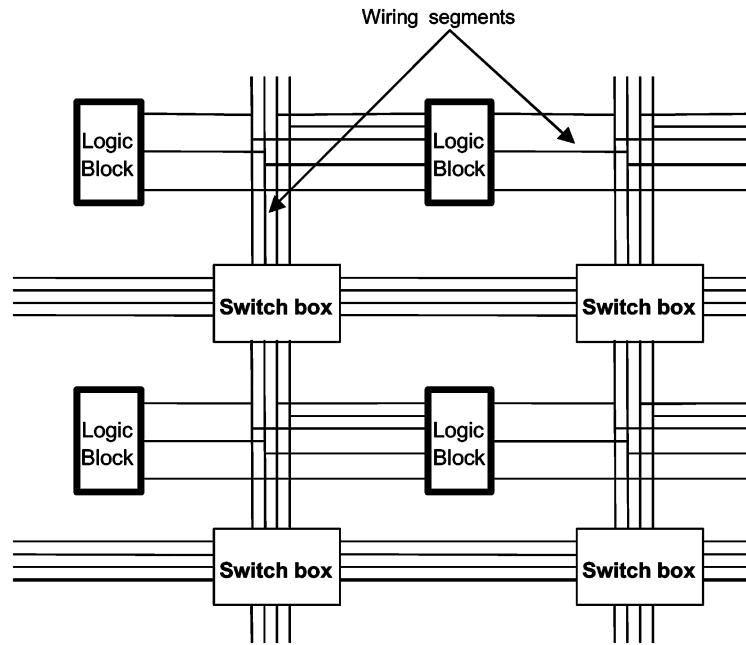 Wiring segments
Logic
Block
Logic
Block
Switch box
Switch box
Logic
Block
Logic
Block
Switch box
Switch box